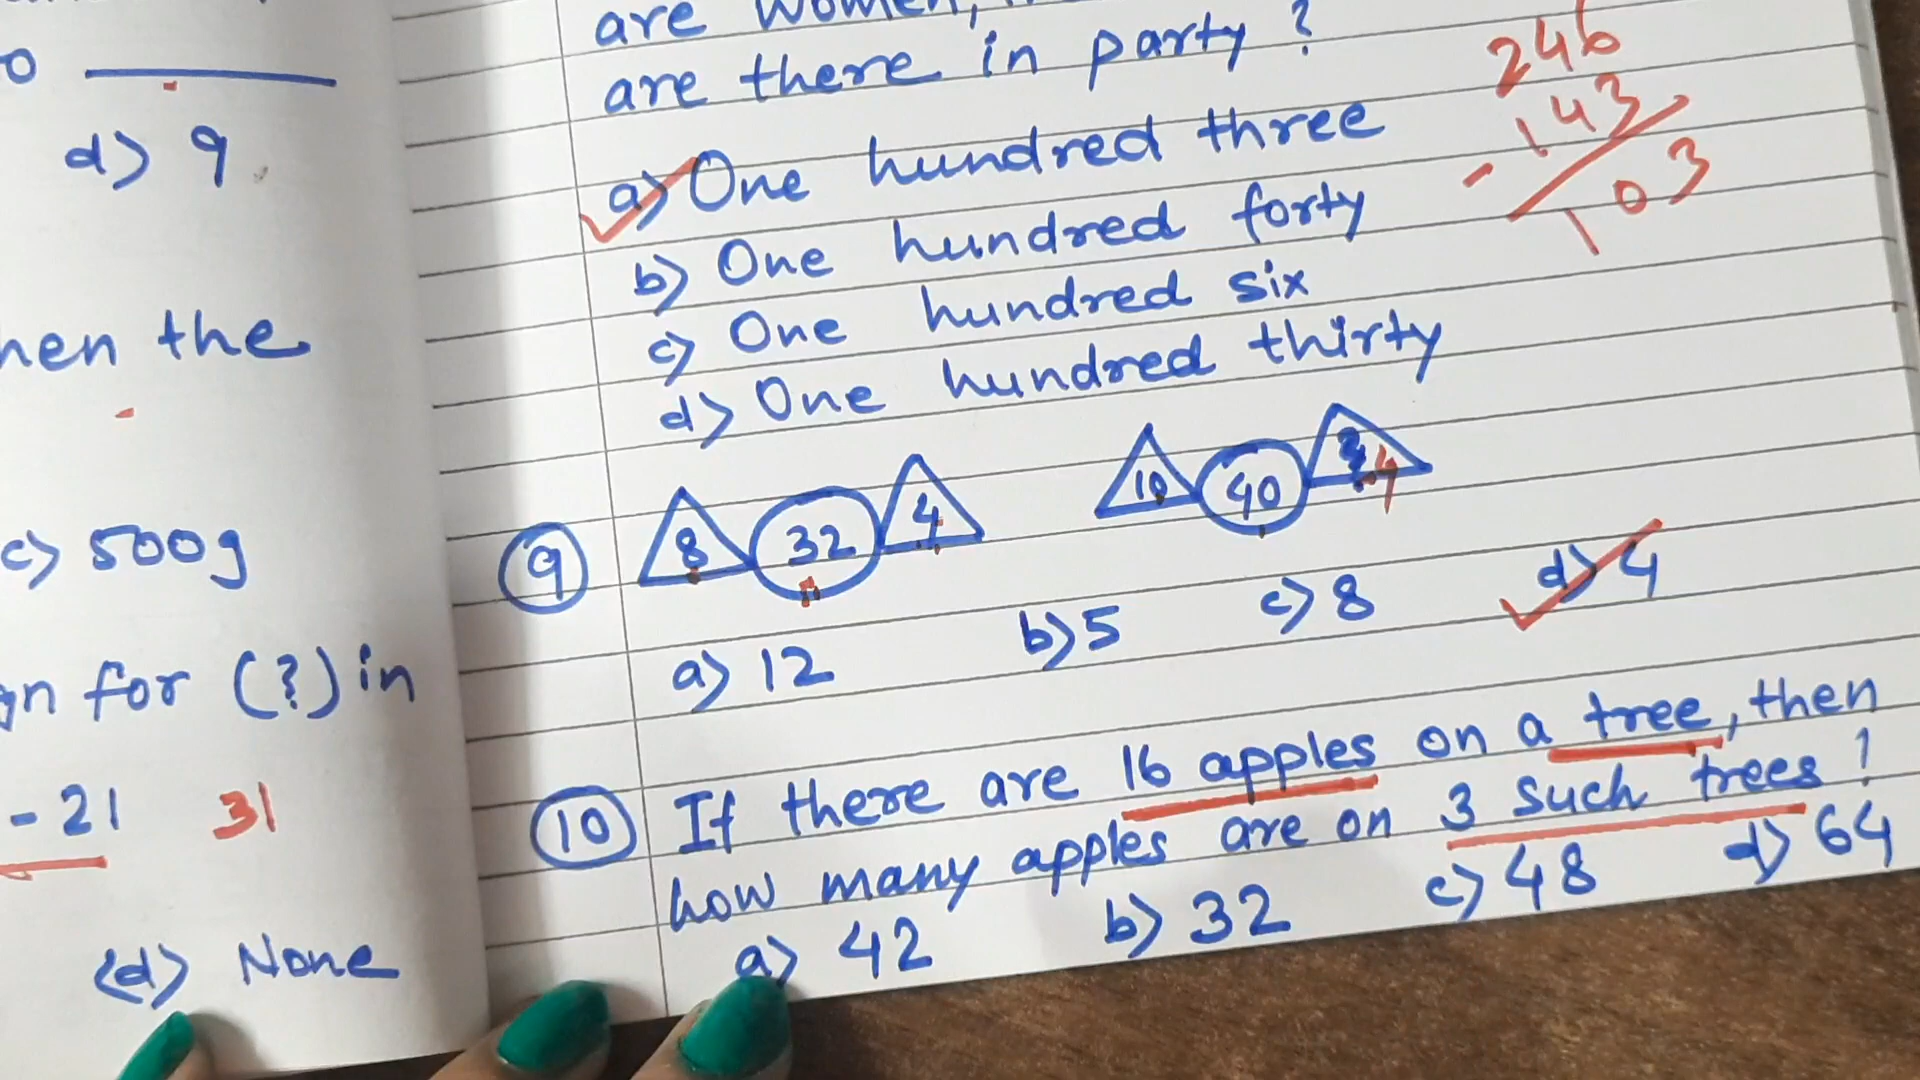 d) 9
the
c) 500g
for (?) in
- 21 31
(d) None
are women,
are there in party ?
246
- 143
103
a) One hundred three
b) One hundred forty
c) One hundred six
d) One hundred thirty
9 8 32 4 10 40 ? 4
a) 12 b) 5 c) 8 d) 4
10 If there are 16 apples on a tree, then
how many apples are on 3 such trees ?
a) 42 b) 32 c) 48 d) 64